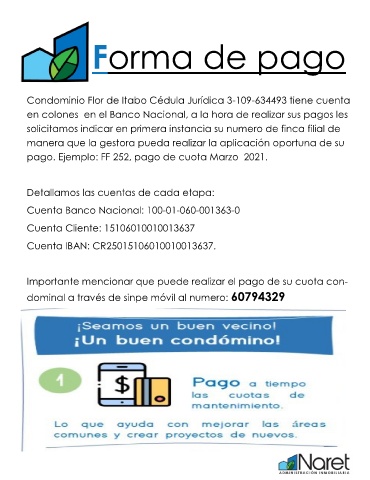 Forma de pago
Condominio Flor de Itabo Cédula Jurídica 3-109-634493 tiene cuenta
en colones en el Banco Nacional, a la hora de realizar sus pagos les
solicitamos indicar en primera instancia su numero de finca filial de
manera que la gestora pueda realizar la aplicación oportuna de su
pago. Ejemplo: FF 252, pago de cuota Marzo 2021.
Detallamos las cuentas de cada etapa:
Cuenta Banco Nacional: 100-01-060-001363-0
Cuenta Cliente: 15106010010013637
Cuenta IBAN: CR25015106010010013637.
Importante mencionar que puede realizar el pago de su cuota con-
dominal a través de sinpe móvil al numero: 60794329
¡Seamos un buen vecino!
¡Un buen condómino!
1
$
Pago a tiempo
las cuotas de
mantenimiento.
Lo que ayuda con mejorar las áreas
comunes y crear proyectos de nuevos.
Naret
ADMINISTRACIÓN INMOBILIARIA